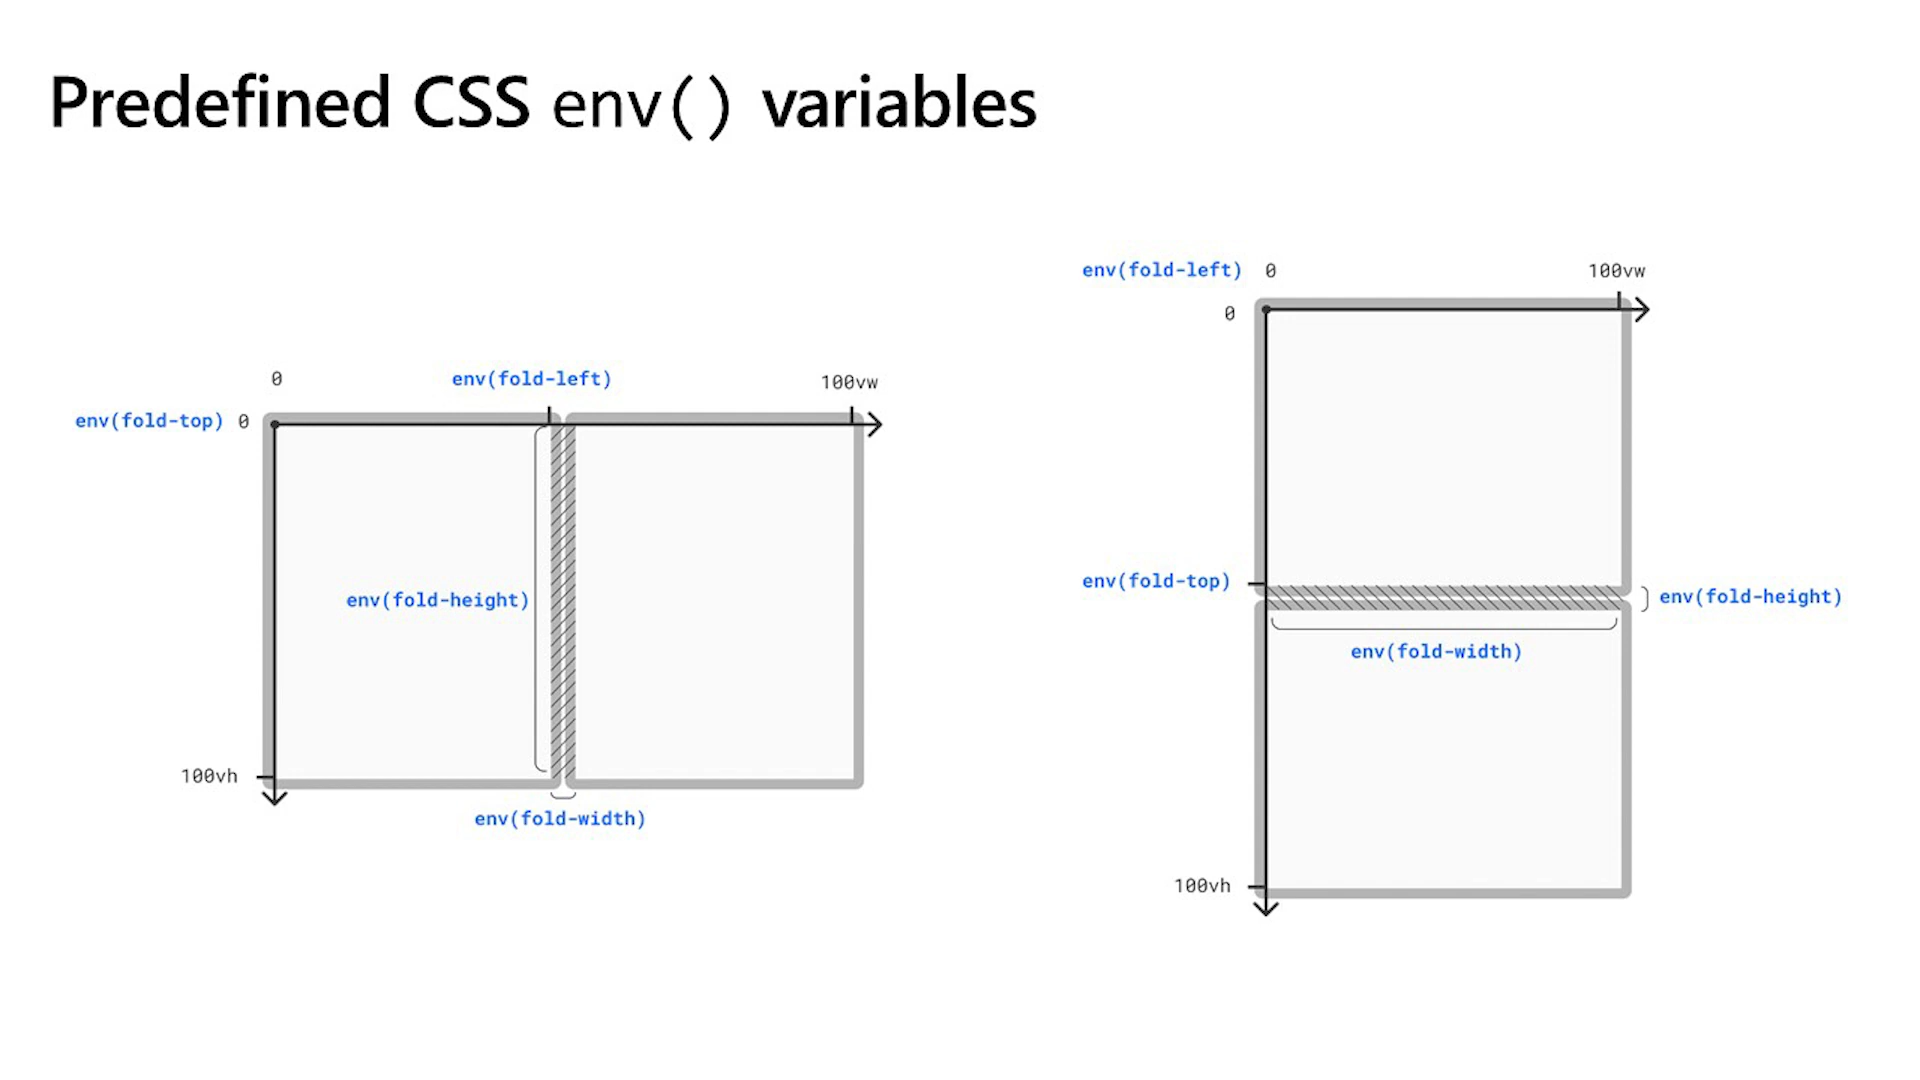 Predefined CSS env() variables
0
env(fold-left)
100vw
env(fold-top)
0
env(fold-height)
100vh
env(fold-width)
env(fold-left)
0
100vw
0
env(fold-top)
env(fold-height)
env(fold-width)
100vh